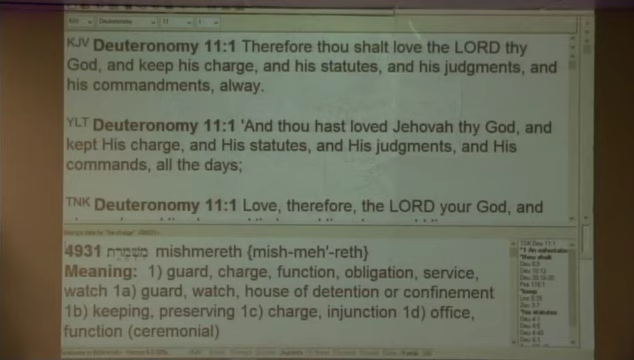 KJV Deuteronomy 11 1
KJV Deuteronomy 11:1 Therefore thou shalt love the LORD thy
God, and keep his charge, and his statutes, and his judgments, and
his commandments, alway.
YLT Deuteronomy 11:1 'And thou hast loved Jehovah thy God, and
kept His charge, and His statutes, and His judgments, and His
commands, all the days;
TNK Deuteronomy 11:1 Love, therefore, the LORD your God, and
4931 מִשְׁמֶרֶת mishmereth {mish-meh'-reth}
Meaning: 1) guard, charge, function, obligation, service,
watch 1a) guard, watch, house of detention or confinement
1b) keeping, preserving 1c) charge, injunction 1d) office,
function (ceremonial)